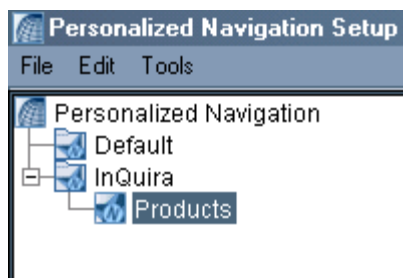 Personalized Navigation Setup
File Edit Tools
Personalized Navigation
Default
InQuira
Products